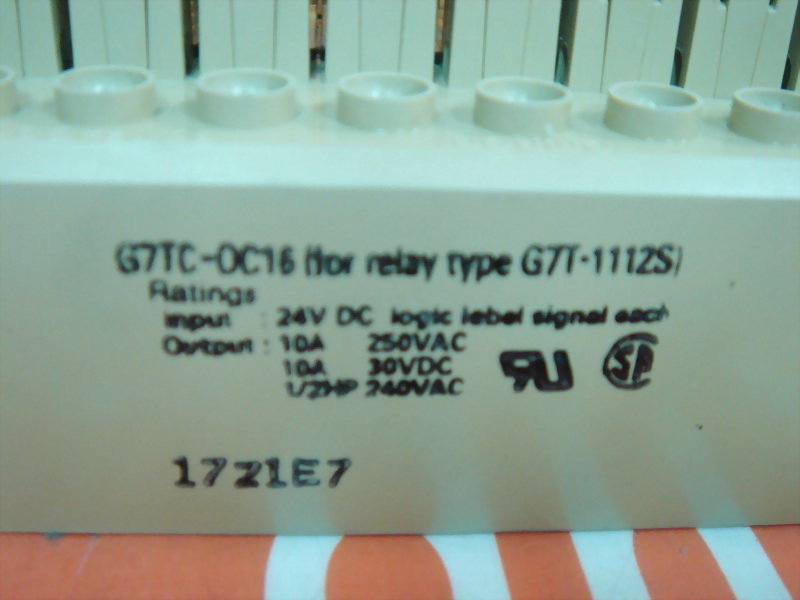 G7TC-OC16 (for relay type G7T-1112S)
Ratings
Input : 24V DC logic lebel signal each
Output : 10A 250VAC
10A 30VDC
1/2HP 240VAC
1721E7